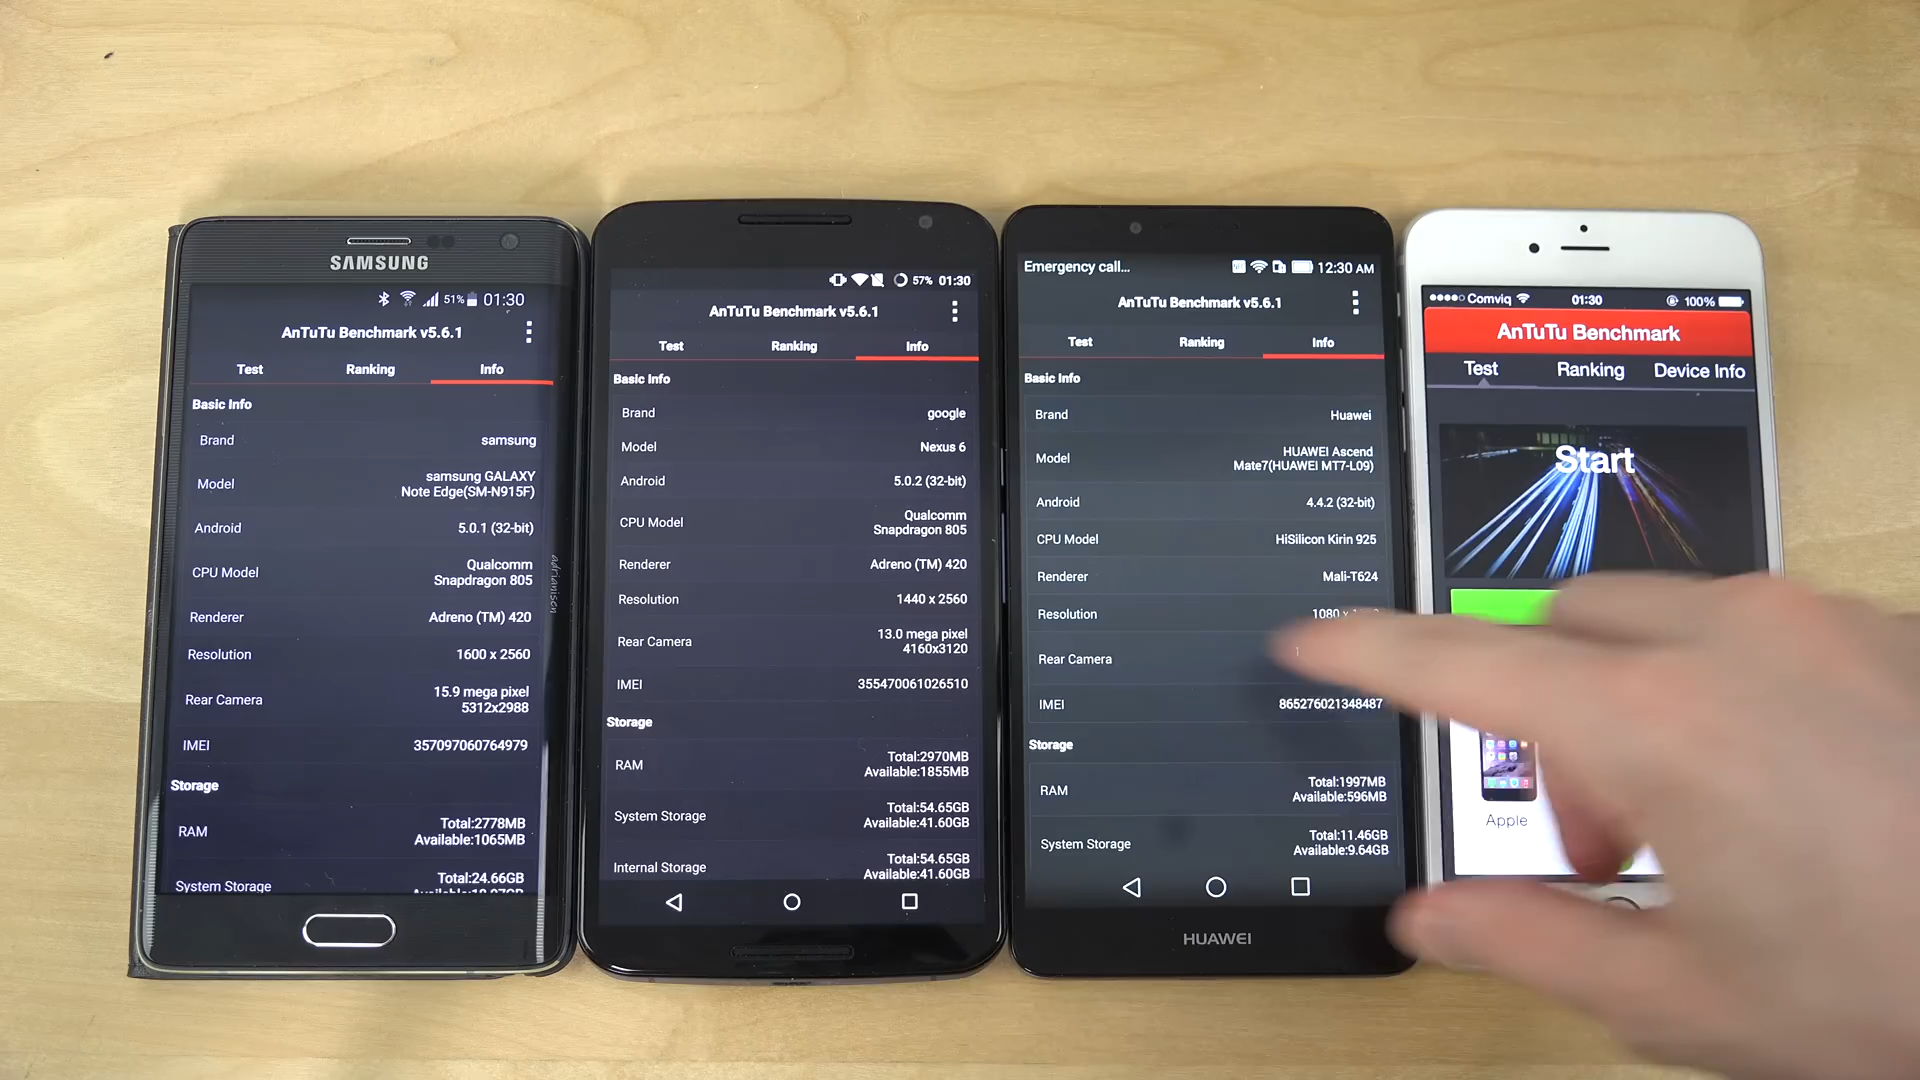 SAMSUNG
51% 01:30
AnTuTu Benchmark v5.6.1
Test Ranking Info
Basic Info
Brand samsung
Model samsung GALAXY
Note Edge(SM-N915F)
Android 5.0.1 (32-bit)
CPU Model Qualcomm
Snapdragon 805
Renderer Adreno (TM) 420
Resolution 1600 x 2560
Rear Camera 15.9 mega pixel
5312x2988
IMEI 357097060764979
Storage
RAM Total:2778MB
Available:1065MB
System Storage Total:24.66GB
adrianisen
57% 01:30
AnTuTu Benchmark v5.6.1
Test Ranking Info
Basic Info
Brand google
Model Nexus 6
Android 5.0.2 (32-bit)
CPU Model Qualcomm
Snapdragon 805
Renderer Adreno (TM) 420
Resolution 1440 x 2560
Rear Camera 13.0 mega pixel
4160x3120
IMEI 355470061026510
Storage
RAM Total:2970MB
Available:1855MB
System Storage Total:54.65GB
Available:41.60GB
Internal Storage Total:54.65GB
Available:41.60GB
Emergency call... 12:30 AM
AnTuTu Benchmark v5.6.1
Test Ranking Info
Basic Info
Brand Huawei
Model HUAWEI Ascend
Mate7(HUAWEI MT7-L09)
Android 4.4.2 (32-bit)
CPU Model HiSilicon Kirin 925
Renderer Mali-T624
Resolution 1080
Rear Camera
IMEI 865276021348487
Storage
RAM Total:1997MB
Available:596MB
System Storage Total:11.46GB
Available:9.64GB
HUAWEI
Comviq 01:30 100%
AnTuTu Benchmark
Test Ranking Device Info
Start
Apple